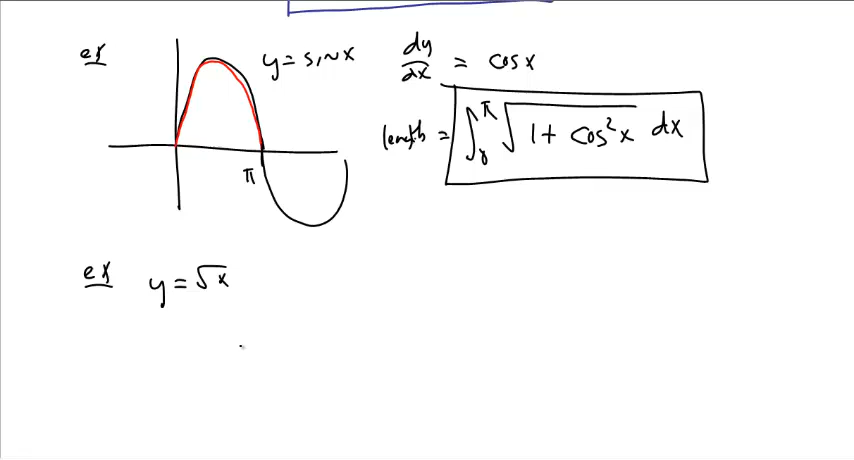 ex y = sin x dy/dx = cos x
π length = ∫₀^π √(1 + cos²x) dx
ex y = √x